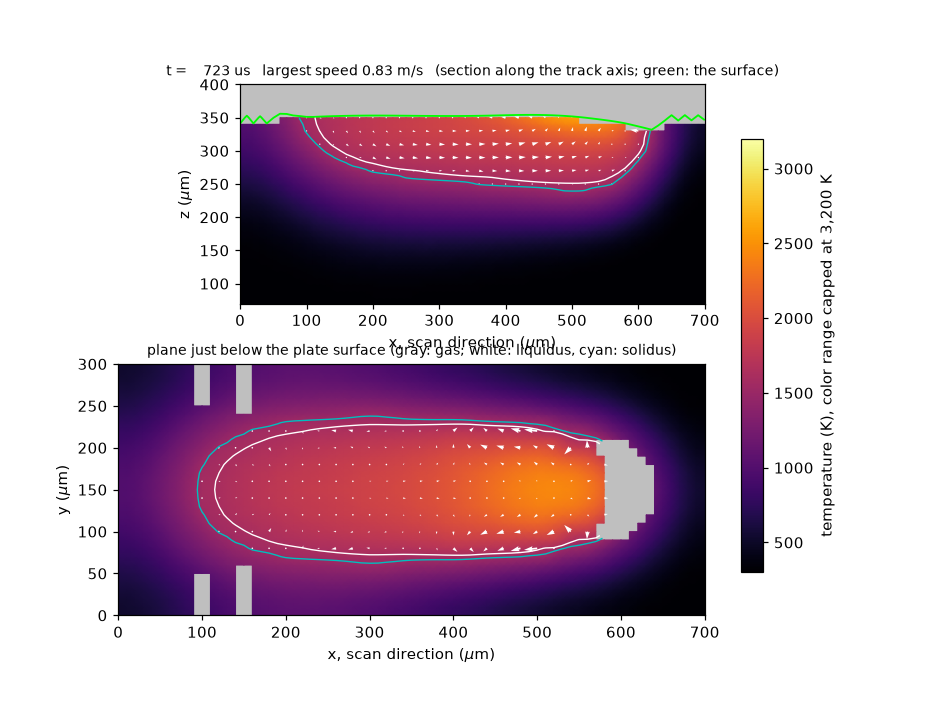 t =    723 us   largest speed 0.83 m/s   (section along the track axis; green: the surface)
400
350
300
250
200
150
100
z (μm)
0 100 200 300 400 500 600 700
x, scan direction (μm)
plane just below the plate surface (gray: gas; white: liquidus, cyan: solidus)
300
250
200
150
100
50
0
y (μm)
0 100 200 300 400 500 600 700
x, scan direction (μm)
3000
2500
2000
1500
1000
500
temperature (K), color range capped at 3,200 K